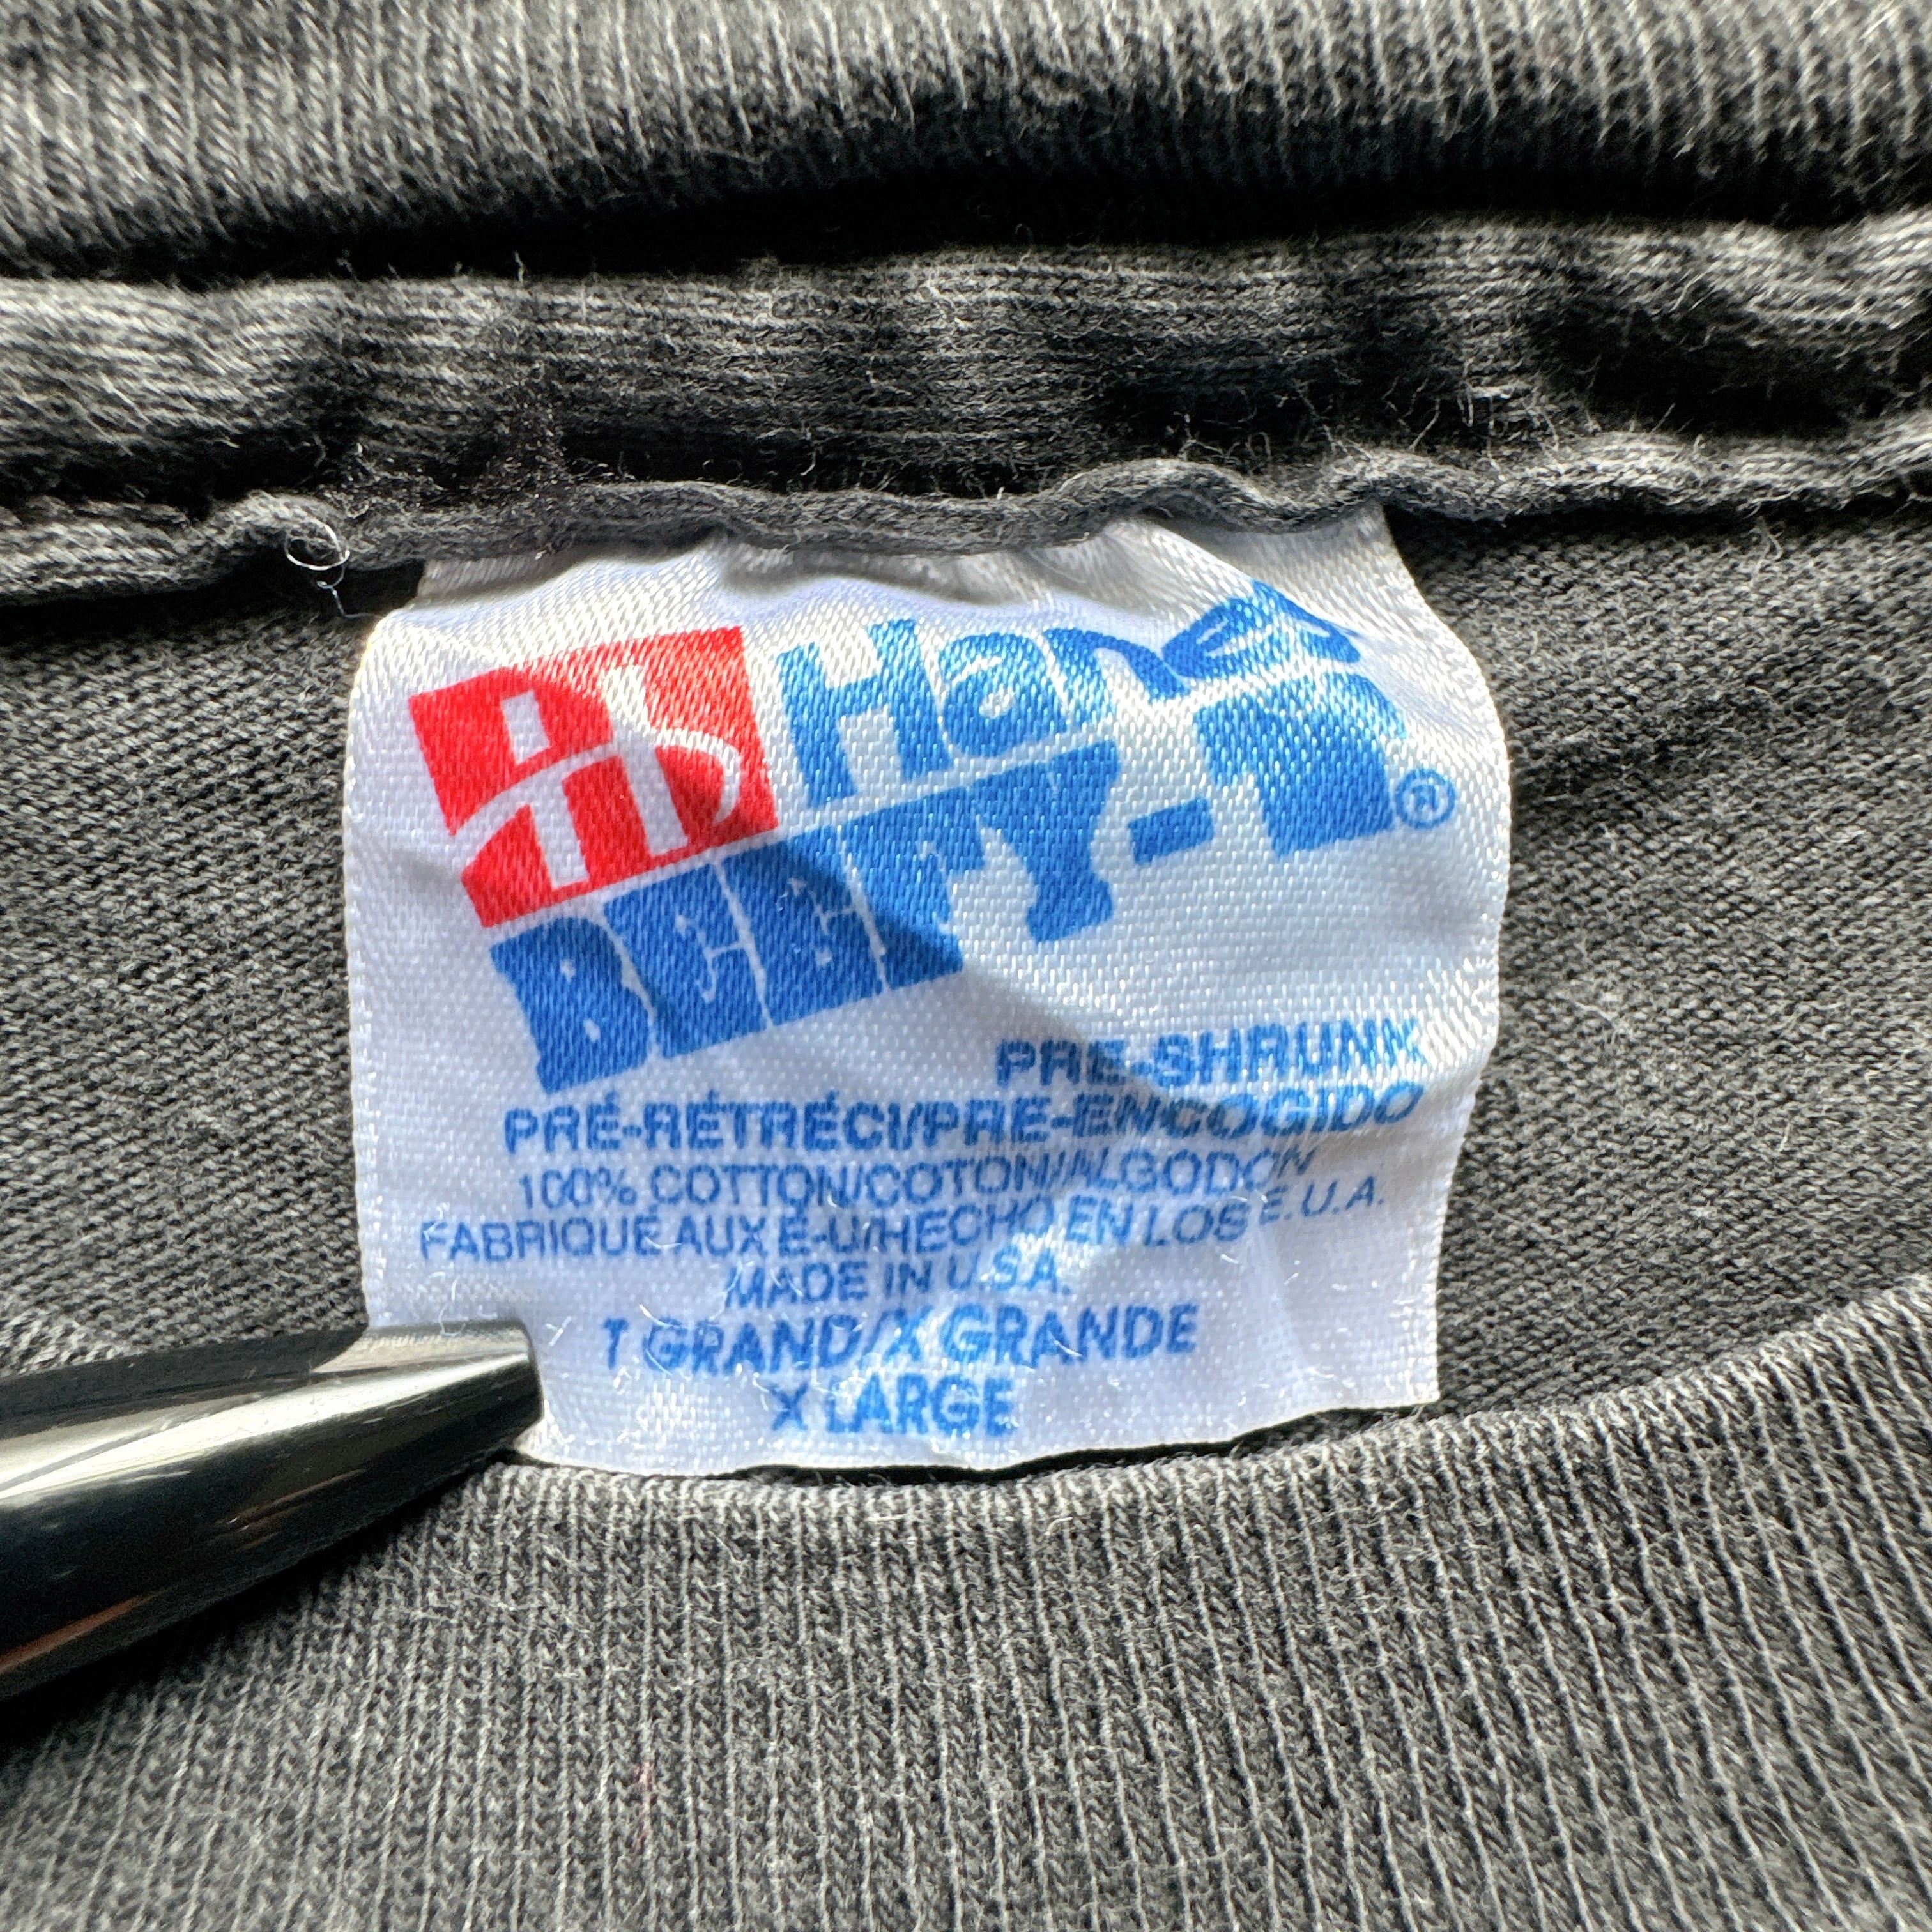 Hanes
BEEFY-T®
PRE-SHRUNK
PRÉ-RÉTRÉCI/PRE-ENCOGIDO
100% COTTON/COTON/ALGODON
FABRIQUÉ AUX É-U/HECHO EN LOS E.U.A.
MADE IN U.S.A.
T GRAND/X GRANDE
X LARGE